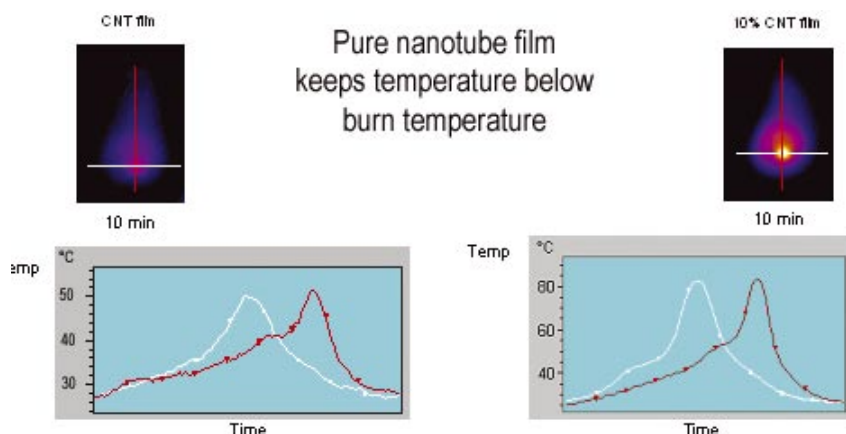 CNT film
10% CNT film
Pure nanotube film
keeps temperature below
burn temperature
10 min
10 min
°C
50
40
30
Time
Temp
°C
80
60
40
Time